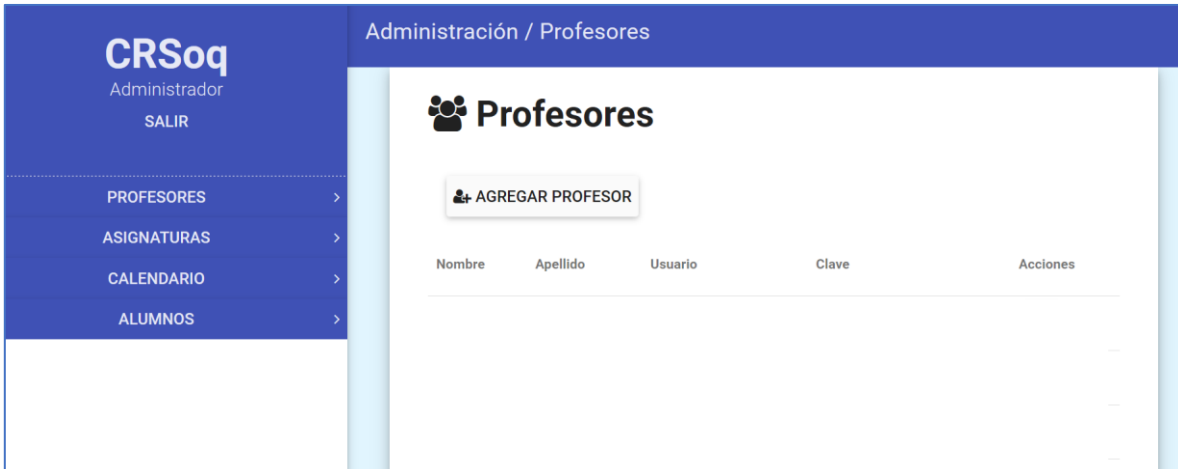 CRSoq
Administrador
SALIR
PROFESORES
ASIGNATURAS
CALENDARIO
ALUMNOS
Administración / Profesores
Profesores
AGREGAR PROFESOR
Nombre Apellido Usuario Clave Acciones